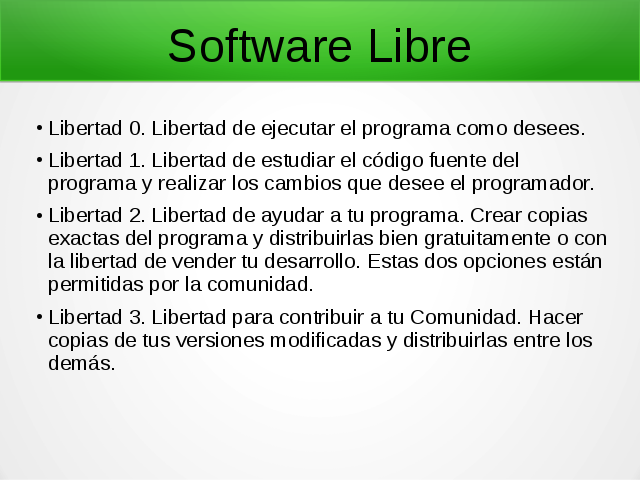 Software Libre
• Libertad 0. Libertad de ejecutar el programa como desees.
• Libertad 1. Libertad de estudiar el código fuente del
programa y realizar los cambios que desee el programador.
• Libertad 2. Libertad de ayudar a tu programa. Crear copias
exactas del programa y distribuirlas bien gratuitamente o con
la libertad de vender tu desarrollo. Estas dos opciones están
permitidas por la comunidad.
• Libertad 3. Libertad para contribuir a tu Comunidad. Hacer
copias de tus versiones modificadas y distribuirlas entre los
demás.